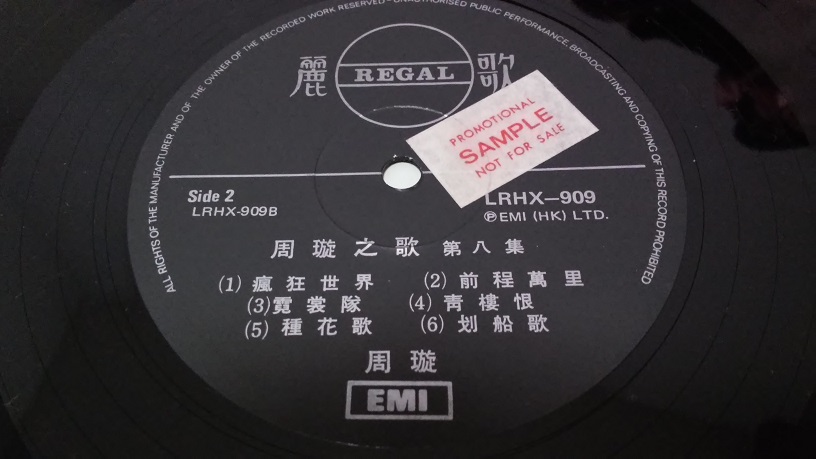 ALL RIGHTS OF THE MANUFACTURER AND OF THE OWNER OF THE RECORDED WORK RESERVED - UNAUTHORISED PUBLIC PERFORMANCE, BROADCASTING AND COPYING OF THIS RECORD PROHIBITED
麗 REGAL 歌
PROMOTIONAL
SAMPLE
NOT FOR SALE
Side 2 LRHX-909
LRHX-909B ℗EMI (HK) LTD.
周璇之歌 第八集
(1) 瘋狂世界 (2) 前程萬里
(3) 霓裳隊 (4) 靑樓恨
(5) 種花歌 (6) 划船歌
周璇
EMI